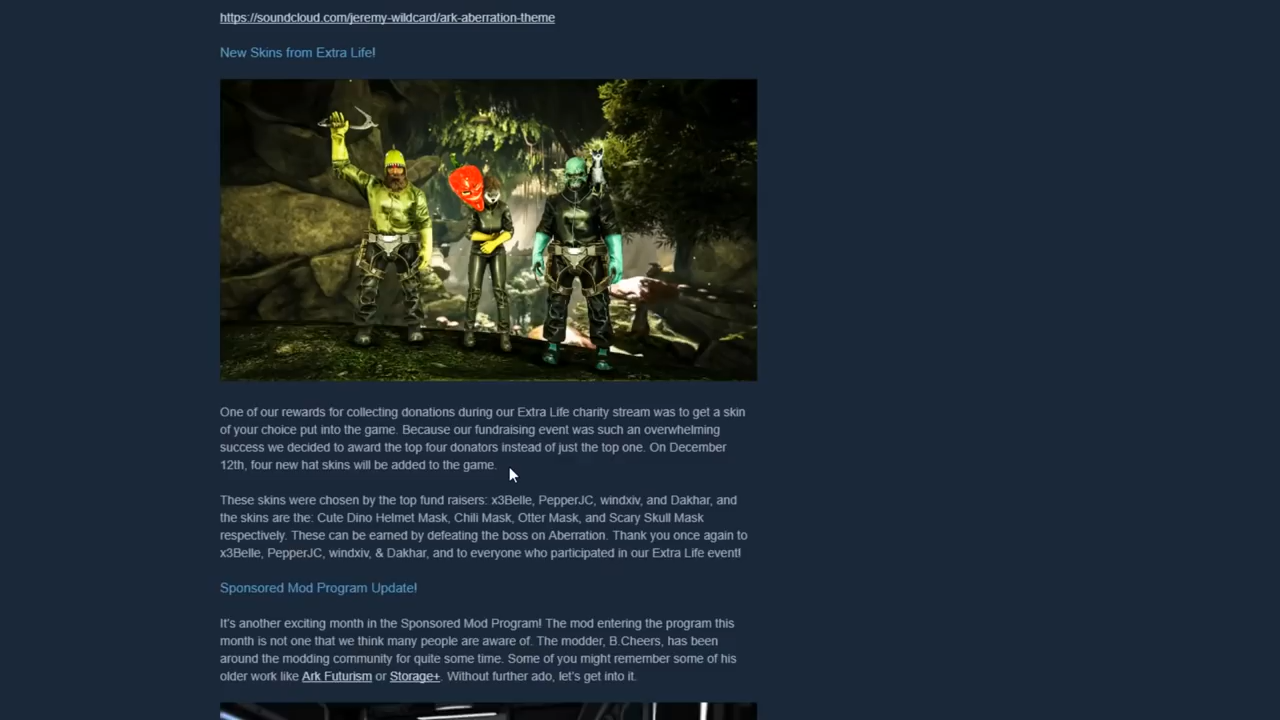 https://soundcloud.com/jeremy-wildcard/ark-aberration-theme
New Skins from Extra Life!
One of our rewards for collecting donations during our Extra Life charity stream was to get a skin
of your choice put into the game. Because our fundraising event was such an overwhelming
success we decided to award the top four donators instead of just the top one. On December
12th, four new hat skins will be added to the game.
These skins were chosen by the top fund raisers: x3Belle, PepperJC, windxiv, and Dakhar, and
the skins are the: Cute Dino Helmet Mask, Chili Mask, Otter Mask, and Scary Skull Mask
respectively. These can be earned by defeating the boss on Aberration. Thank you once again to
x3Belle, PepperJC, windxiv, & Dakhar, and to everyone who participated in our Extra Life event!
Sponsored Mod Program Update!
It's another exciting month in the Sponsored Mod Program! The mod entering the program this
month is not one that we think many people are aware of. The modder, B.Cheers, has been
around the modding community for quite some time. Some of you might remember some of his
older work like Ark Futurism or Storage+. Without further ado, let's get into it.